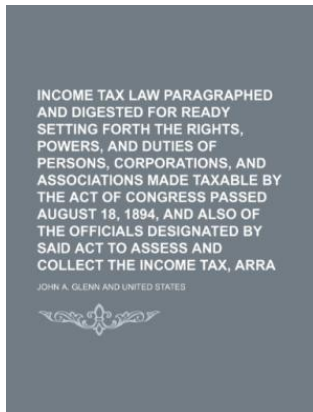 INCOME TAX LAW PARAGRAPHED
AND DIGESTED FOR READY
SETTING FORTH THE RIGHTS,
POWERS, AND DUTIES OF
PERSONS, CORPORATIONS, AND
ASSOCIATIONS MADE TAXABLE BY
THE ACT OF CONGRESS PASSED
AUGUST 18, 1894, AND ALSO OF
THE OFFICIALS DESIGNATED BY
SAID ACT TO ASSESS AND
COLLECT THE INCOME TAX, ARRA
JOHN A. GLENN AND UNITED STATES